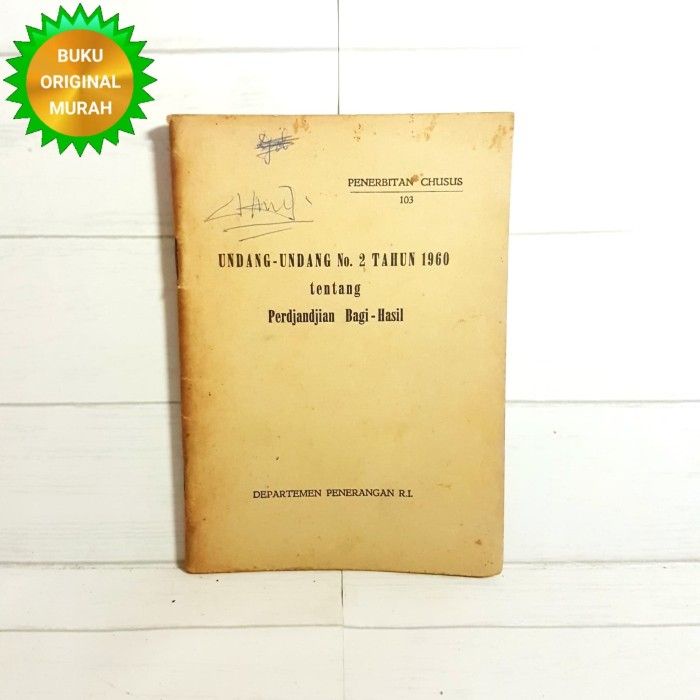 BUKU
ORIGINAL
MURAH
PENERBITAN CHUSUS
103
UNDANG-UNDANG No. 2 TAHUN 1960
tentang
Perdjandjian Bagi-Hasil
DEPARTEMEN PENERANGAN R.I.